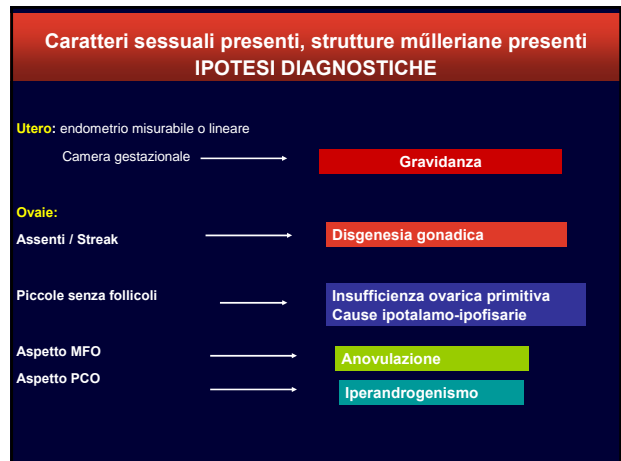 Caratteri sessuali presenti, strutture műlleriane presenti
IPOTESI DIAGNOSTICHE
Utero: endometrio misurabile o lineare
Camera gestazionale
Gravidanza
Ovaie:
Assenti / Streak
Disgenesia gonadica
Piccole senza follicoli
Insufficienza ovarica primitiva
Cause ipotalamo-ipofisarie
Aspetto MFO
Anovulazione
Aspetto PCO
Iperandrogenismo